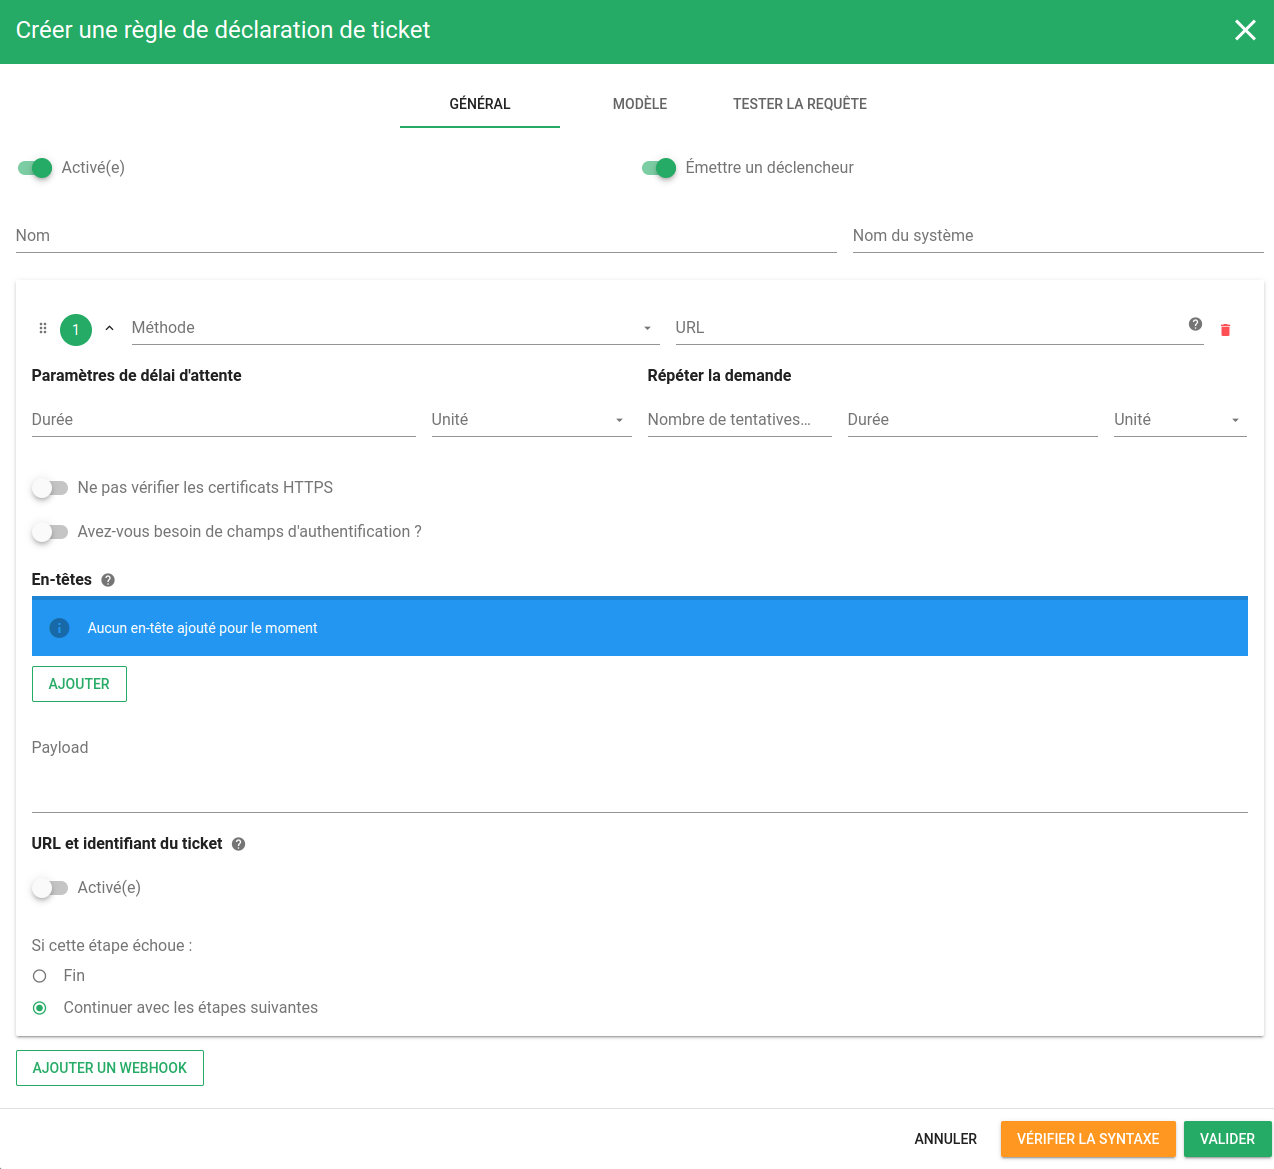 Créer une règle de déclaration de ticket
GÉNÉRAL MODÈLE TESTER LA REQUÊTE
Activé(e) Émettre un déclencheur
Nom Nom du système
1 Méthode URL
Paramètres de délai d'attente Répéter la demande
Durée Unité Nombre de tentatives... Durée Unité
Ne pas vérifier les certificats HTTPS
Avez-vous besoin de champs d'authentification ?
En-têtes
Aucun en-tête ajouté pour le moment
AJOUTER
Payload
URL et identifiant du ticket
Activé(e)
Si cette étape échoue :
Fin
Continuer avec les étapes suivantes
AJOUTER UN WEBHOOK
ANNULER VÉRIFIER LA SYNTAXE VALIDER